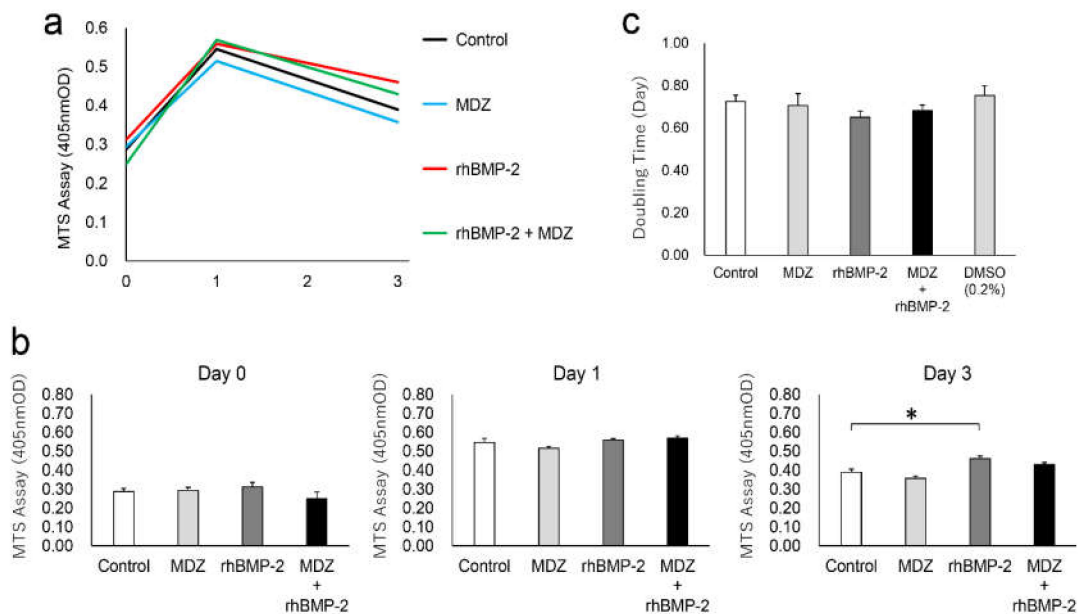 a
MTS Assay (405nmOD)
0.6
0.5
0.4
0.3
0.2
0.1
0.0
0 1 2 3
Control
MDZ
rhBMP-2
rhBMP-2 + MDZ
c
Doubling Time (Day)
1.00
0.80
0.60
0.40
0.20
0.00
Control MDZ rhBMP-2 MDZ DMSO
+ (0.2%)
rhBMP-2
b
Day 0
MTS Assay (405nmOD)
0.80
0.70
0.60
0.50
0.40
0.30
0.20
0.10
0.00
Control MDZ rhBMP-2 MDZ
+
rhBMP-2
Day 1
MTS Assay (405nmOD)
0.80
0.70
0.60
0.50
0.40
0.30
0.20
0.10
0.00
Control MDZ rhBMP-2 MDZ
+
rhBMP-2
Day 3
MTS Assay (405nmOD)
0.80
0.70
0.60
0.50
0.40
0.30
0.20
0.10
0.00
*
Control MDZ rhBMP-2 MDZ
+
rhBMP-2